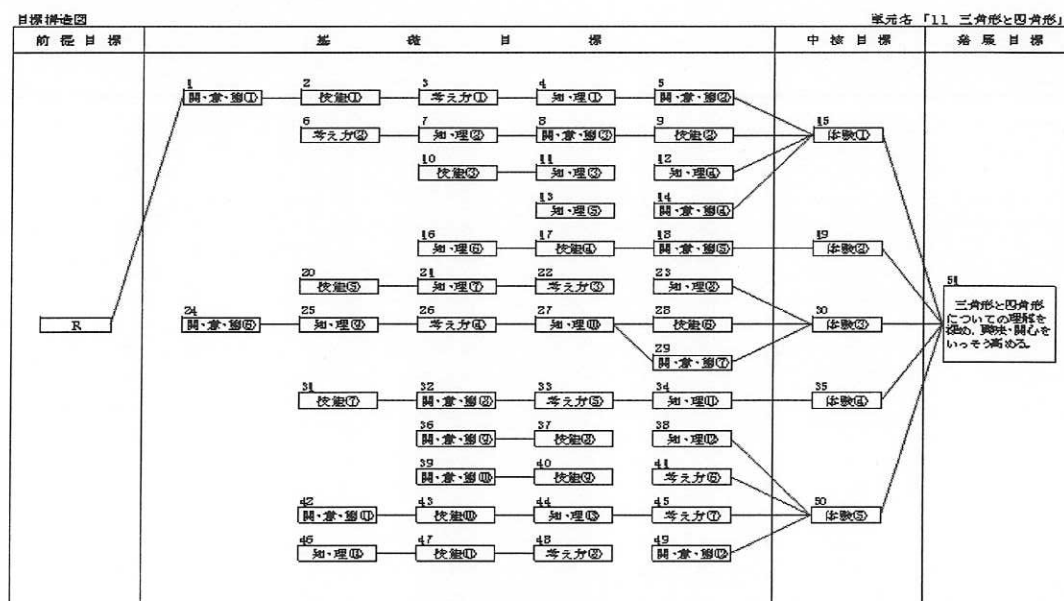 目標構造図 単元名「11 三角形と四角形」
前提目標 基礎目標 中核目標 発展目標
1 2 3 4 5
関・意・態① 技能① 考え方① 知・理① 関・意・態②
6 7 8 9 15
考え方② 知・理② 関・意・態③ 技能② 体験①
10 11 12
技能③ 知・理③ 知・理④
13 14
知・理⑤ 関・意・態④
16 17 18 19
知・理⑥ 技能④ 関・意・態⑤ 体験②
20 21 22 23
技能⑤ 知・理⑦ 考え方③ 知・理⑧
51
24 25 26 27 28 30
R 関・意・態⑥ 知・理⑨ 考え方④ 知・理⑩ 技能⑥ 体験③
三角形と四角形
についての理解を
深め、興味・関心を
いっそう高める。
29
関・意・態⑦
31 32 33 34 35
技能⑦ 関・意・態⑧ 考え方⑤ 知・理⑪ 体験④
36 37 38
関・意・態⑨ 技能⑧ 知・理⑫
39 40 41
関・意・態⑩ 技能⑨ 考え方⑥
42 43 44 45 50
関・意・態⑪ 技能⑩ 知・理⑬ 考え方⑦ 体験⑤
46 47 48 49
知・理⑭ 技能⑪ 考え方⑧ 関・意・態⑫